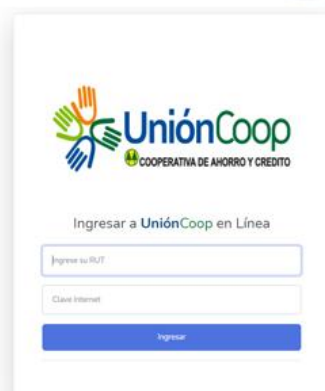 UniónCoop
COOPERATIVA DE AHORRO Y CREDITO
Ingresar a UniónCoop en Línea
Ingrese su RUT
Clave Internet
Ingresar